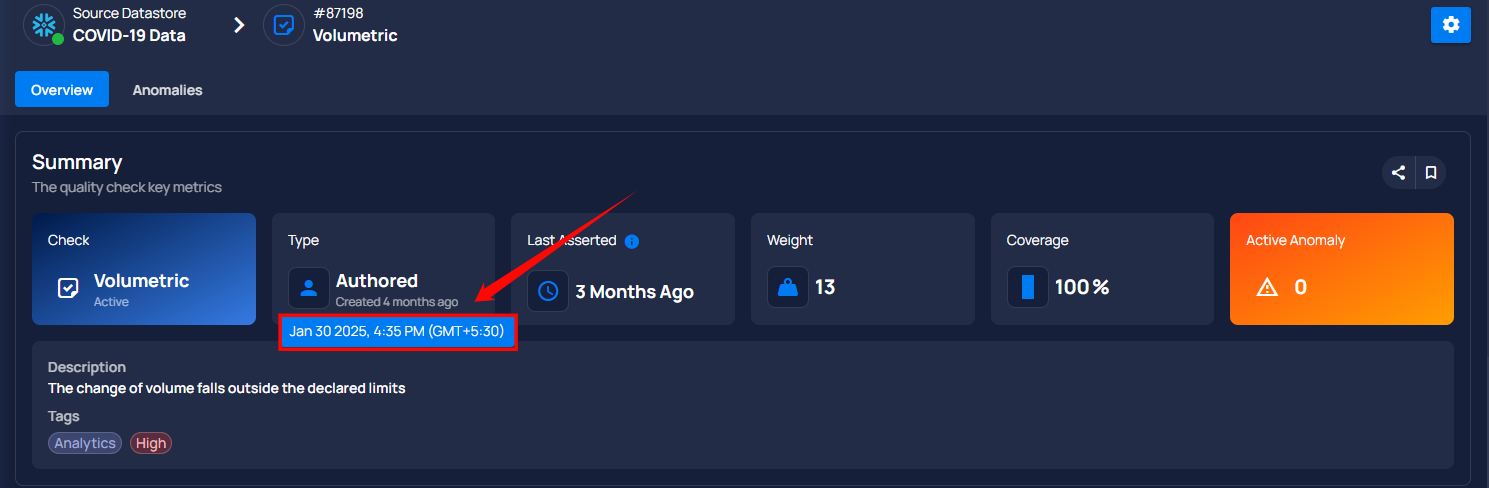 Source Datastore
COVID-19 Data
#87198
Volumetric
Overview
Anomalies
Summary
The quality check key metrics
Check
Volumetric
Active
Type
Authored
Created 4 months ago
Jan 30 2025, 4:35 PM (GMT+5:30)
Last Asserted
3 Months Ago
Weight
13
Coverage
100%
Active Anomaly
0
Description
The change of volume falls outside the declared limits
Tags
Analytics
High